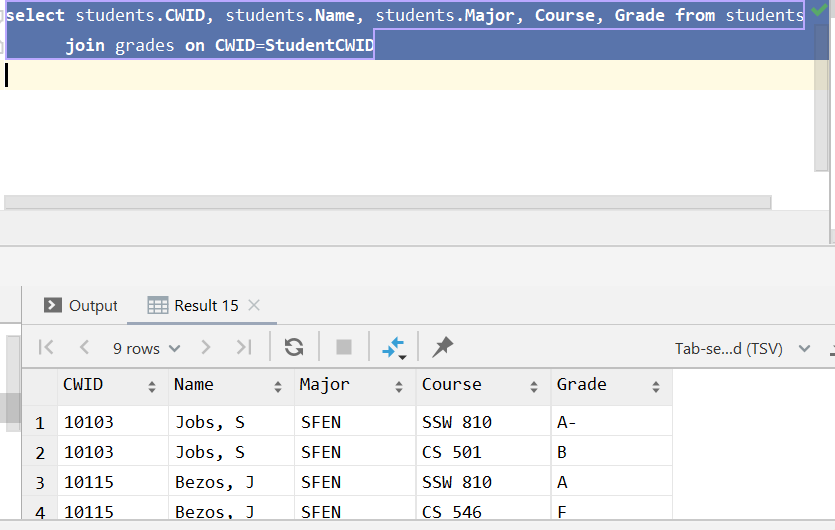 select students.CWID, students.Name, students.Major, Course, Grade from students
join grades on CWID=StudentCWID
Output Result 15
9 rows Tab-se...d (TSV)
CWID Name Major Course Grade
1 10103 Jobs, S SFEN SSW 810 A-
2 10103 Jobs, S SFEN CS 501 B
3 10115 Bezos, J SFEN SSW 810 A
4 10115 Bezos, J SFEN CS 546 F